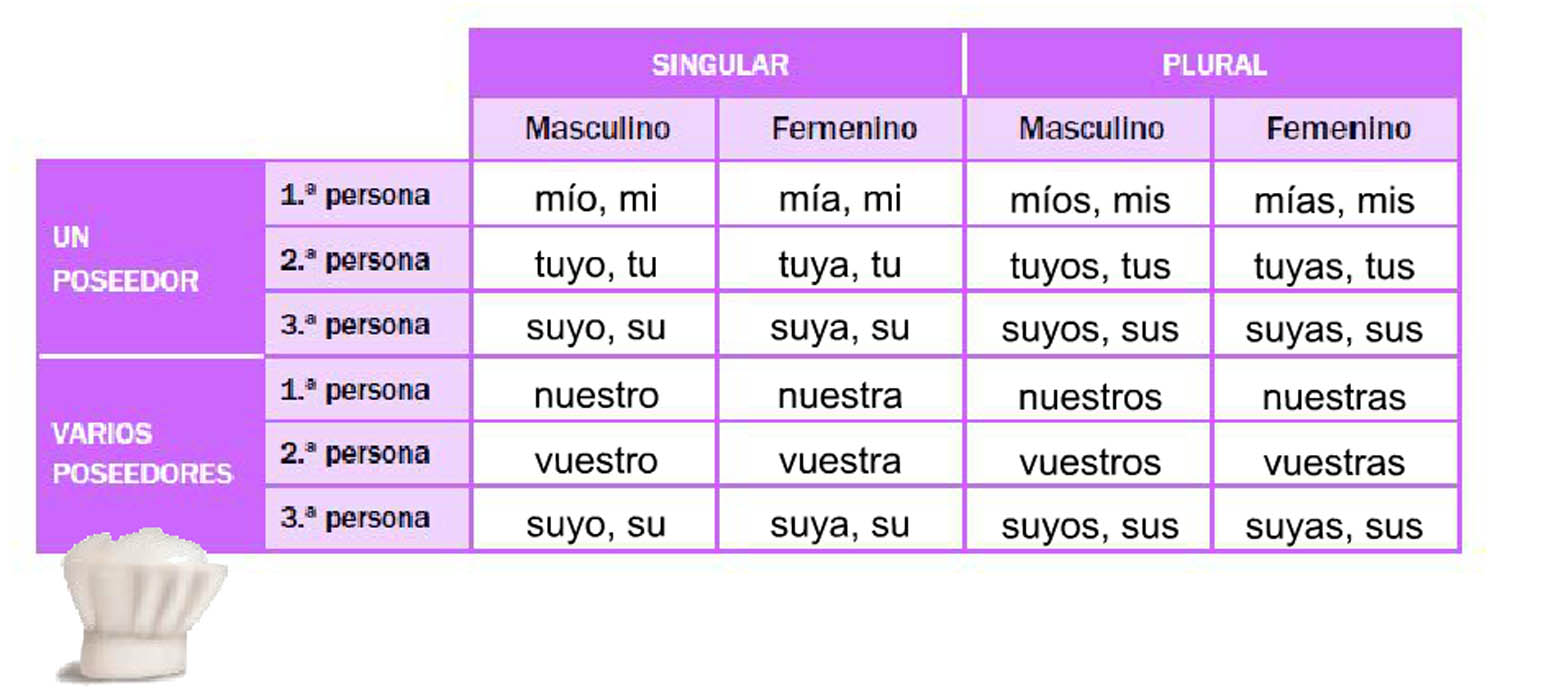 SINGULAR PLURAL
Masculino Femenino Masculino Femenino
UN
POSEEDOR
1.ª persona mío, mi mía, mi míos, mis mías, mis
2.ª persona tuyo, tu tuya, tu tuyos, tus tuyas, tus
3.ª persona suyo, su suya, su suyos, sus suyas, sus
VARIOS
POSEEDORES
1.ª persona nuestro nuestra nuestros nuestras
2.ª persona vuestro vuestra vuestros vuestras
3.ª persona suyo, su suya, su suyos, sus suyas, sus